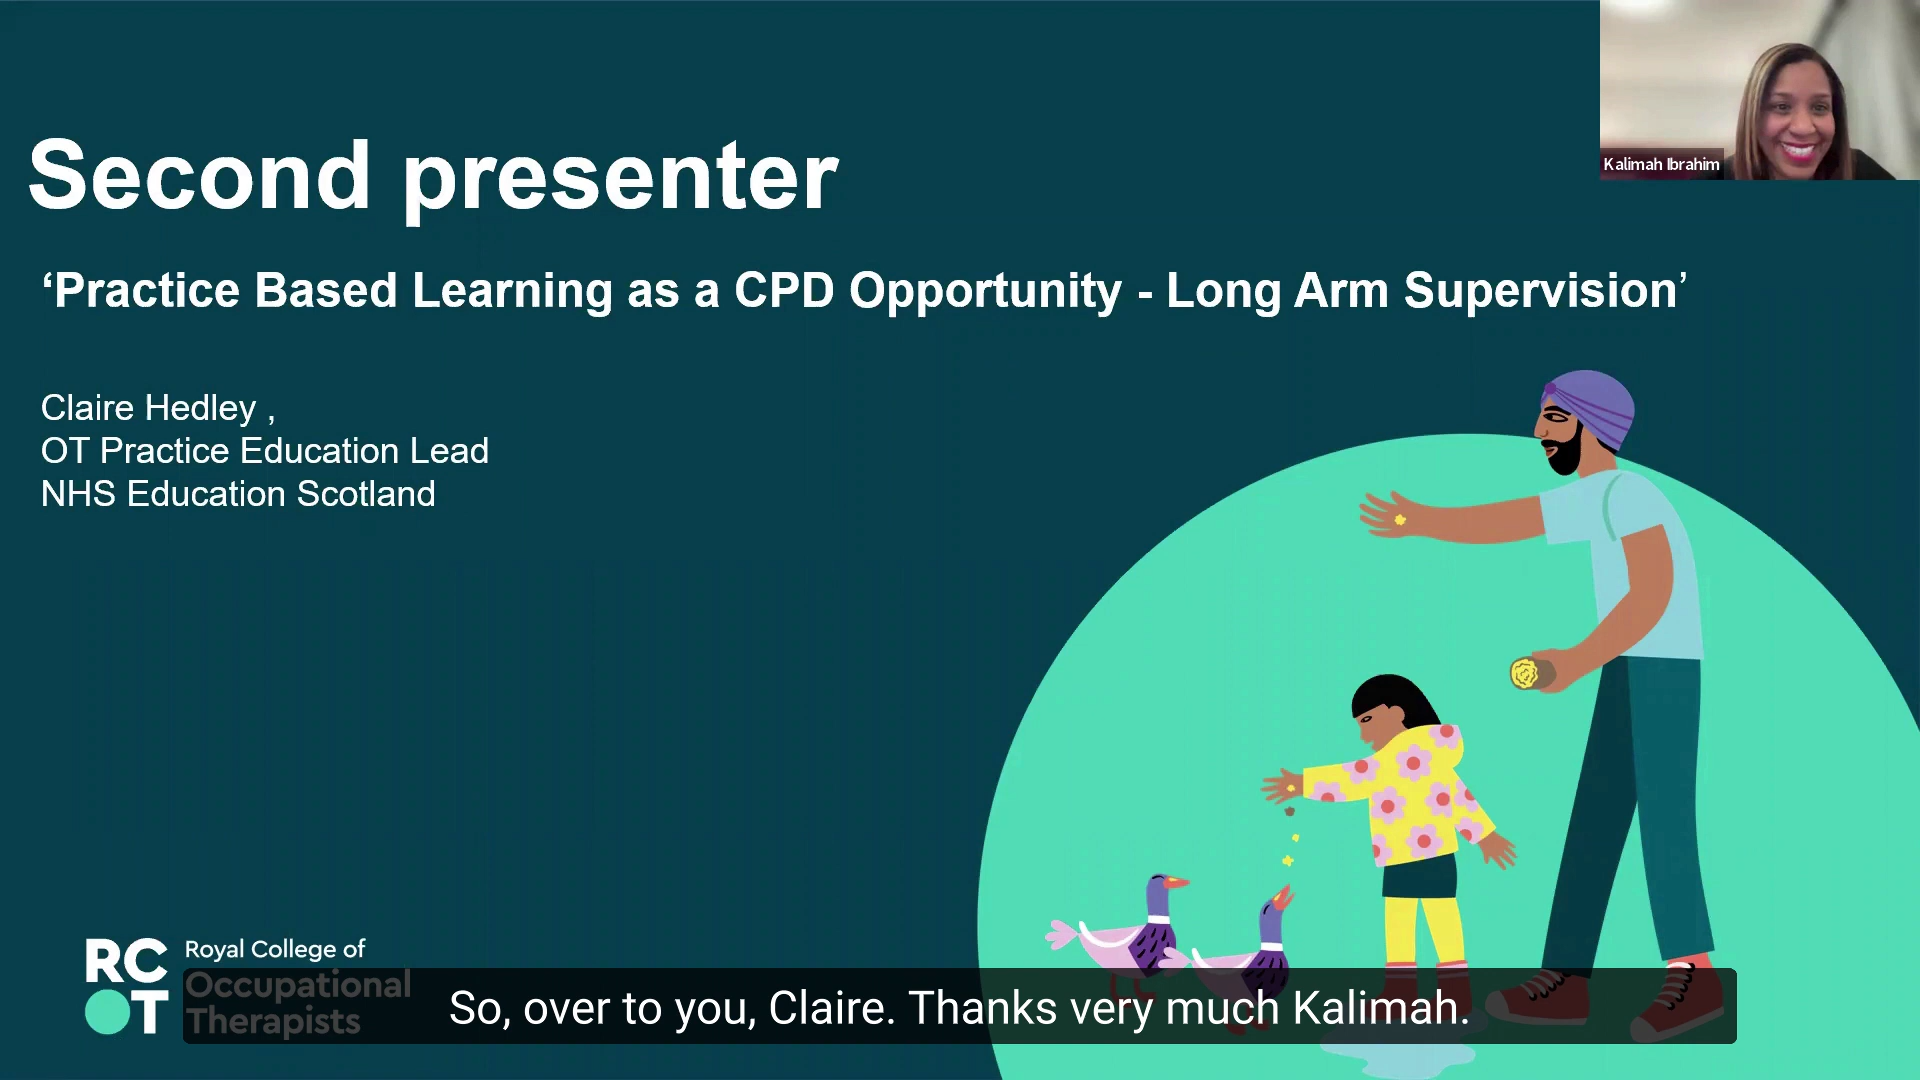 Second presenter
‘Practice Based Learning as a CPD Opportunity - Long Arm Supervision’
Claire Hedley ,
OT Practice Education Lead
NHS Education Scotland
Kalimah Ibrahim
RC
OT
Royal College of
Occupational
Therapists
So, over to you, Claire. Thanks very much Kalimah.